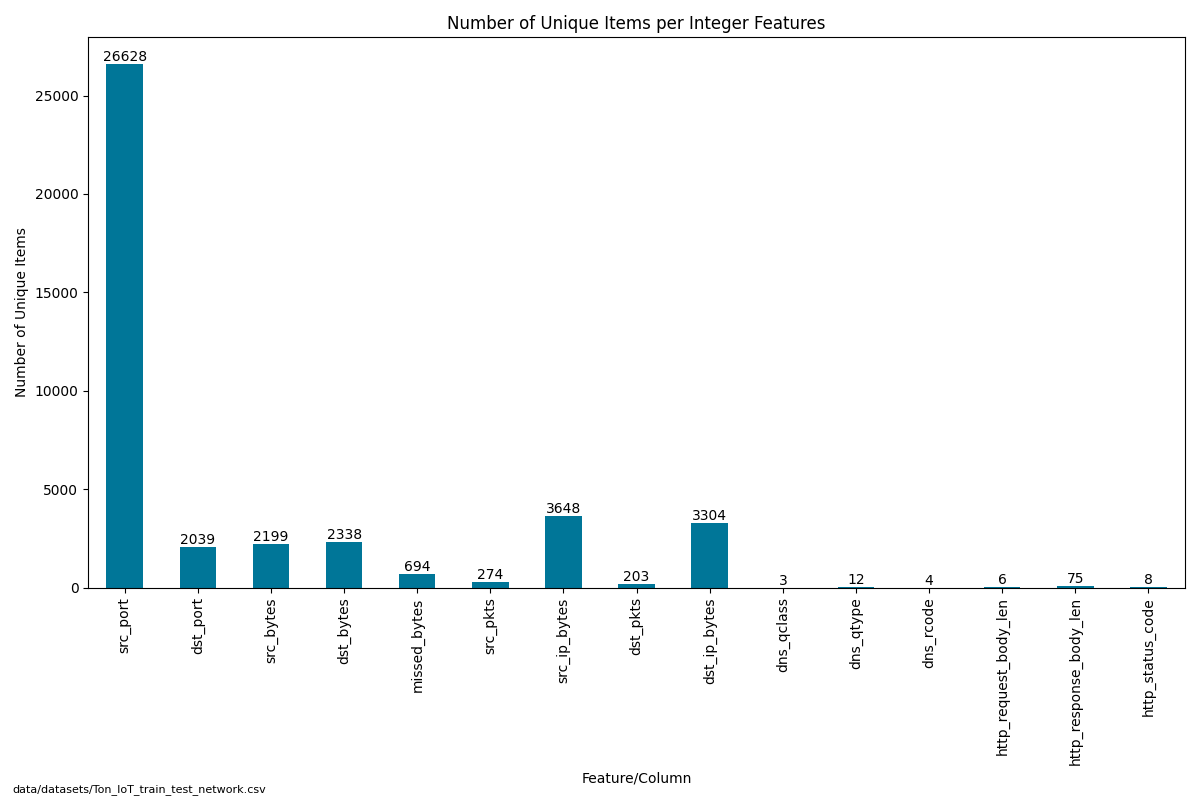 Number of Unique Items per Integer Features
Number of Unique Items
25000
20000
15000
10000
5000
0
26628
2039
2199
2338
694
274
3648
203
3304
3
12
4
6
75
8
src_port
dst_port
src_bytes
dst_bytes
missed_bytes
src_pkts
src_ip_bytes
dst_pkts
dst_ip_bytes
dns_qclass
dns_qtype
dns_rcode
http_request_body_len
http_response_body_len
http_status_code
Feature/Column
data/datasets/Ton_IoT_train_test_network.csv